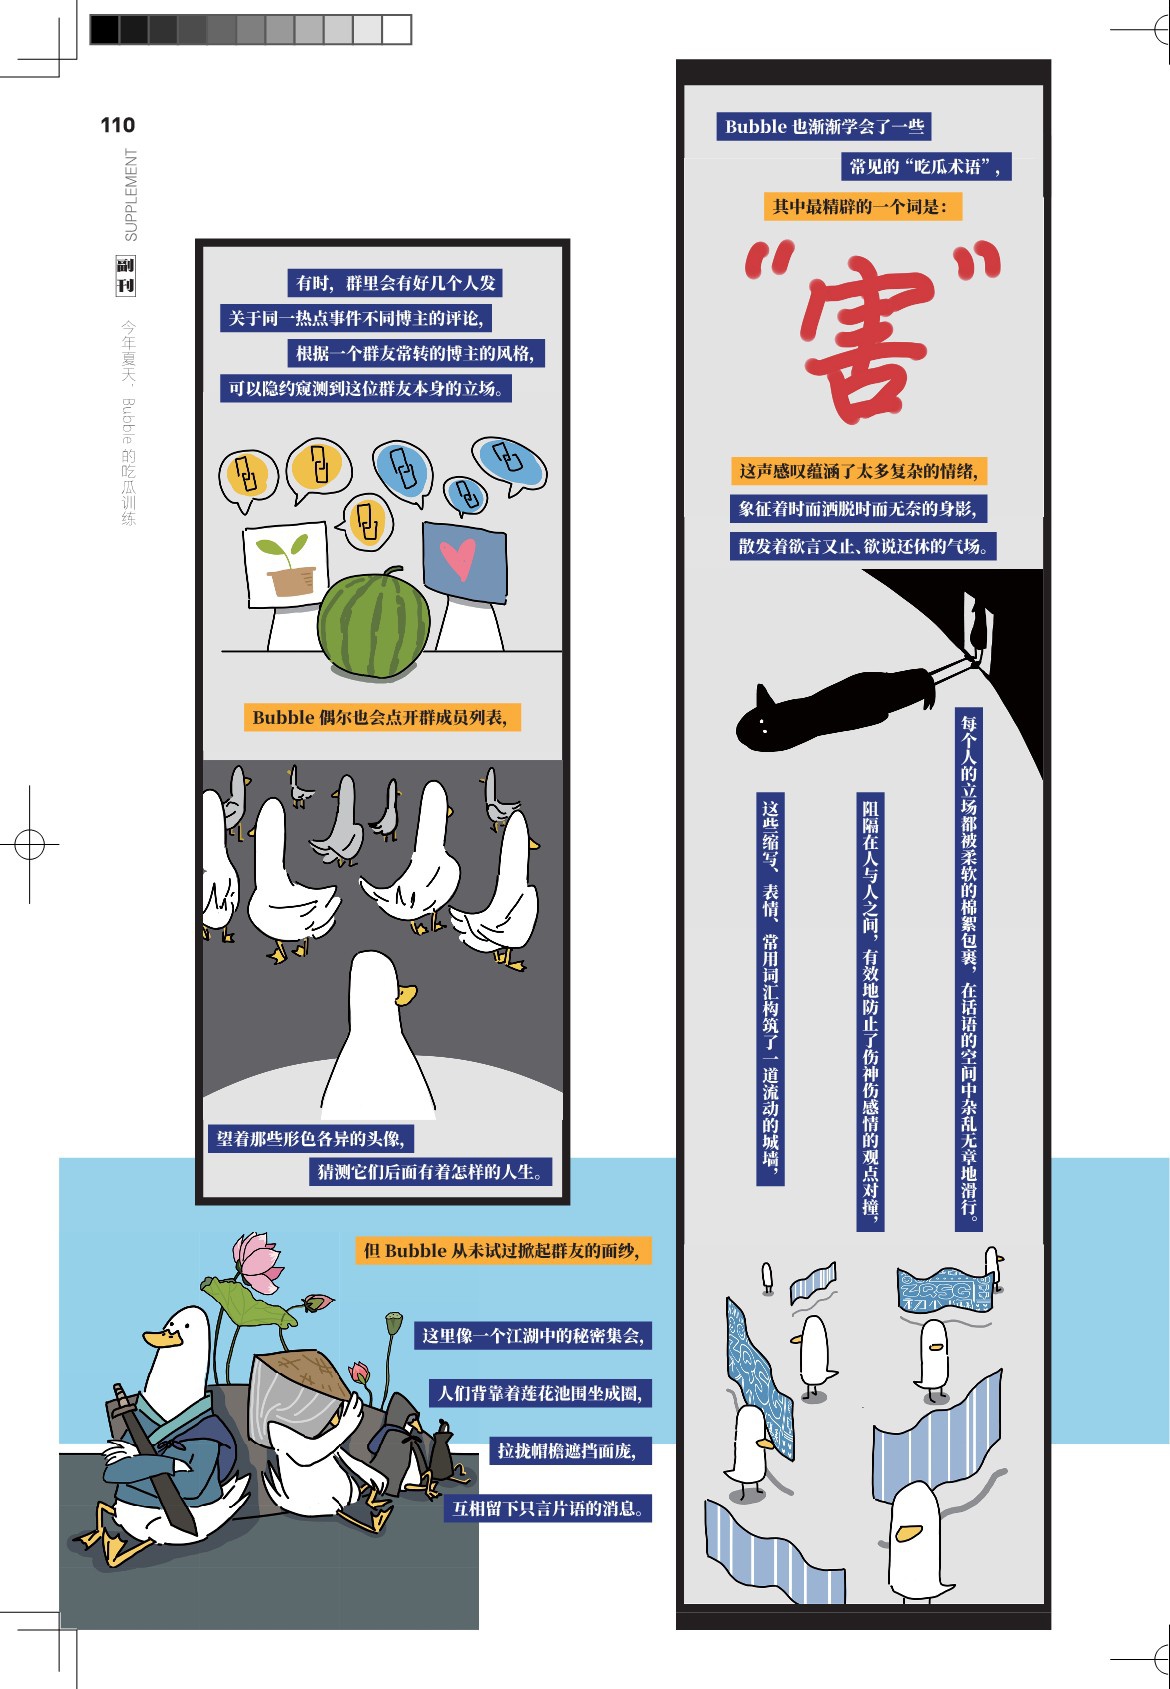 110
SUPPLEMENT
副刊
今年夏天，Bubble 的吃瓜训练
有时，群里会有好几个人发
关于同一热点事件不同博主的评论，
根据一个群友常转的博主的风格，
可以隐约窥测到这位群友本身的立场。
Bubble 偶尔也会点开群成员列表，
望着那些形色各异的头像，
猜测它们后面有着怎样的人生。
但 Bubble 从未试过掀起群友的面纱，
这里像一个江湖中的秘密集会，
人们背靠着莲花池围坐成圈，
拉拢帽檐遮挡面庞，
互相留下只言片语的消息。
Bubble 也渐渐学会了一些
常见的“吃瓜术语”，
其中最精辟的一个词是：
“害”
这声感叹蕴涵了太多复杂的情绪，
象征着时而洒脱时而无奈的身影，
散发着欲言又止、欲说还休的气场。
这些缩写、表情、常用词汇构筑了一道流动的城墙，
阻隔在人与人之间，有效地防止了伤神伤感情的观点对撞，
每个人的立场都被柔软的棉絮包裹，在话语的空间中杂乱无章地滑行。
ZQSG